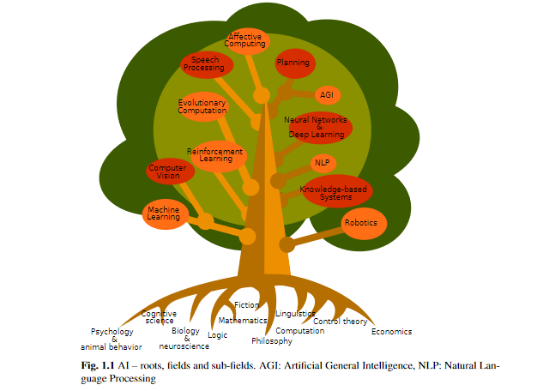 Affective
Computing
Speech
Processing
Planning
AGI
Evolutionary
Computation
Neural Networks
&
Deep Learning
Reinforcement
Learning
NLP
Computer
Vision
Knowledge-based
Systems
Machine
Learning
Robotics
Fiction
Cognitive
science
Linguistics
Mathematics
Control theory
Psychology
&
animal behavior
Biology
&
neuroscience
Logic
Computation
Economics
Philosophy
Fig. 1.1 AI – roots, fields and sub-fields. AGI: Artificial General Intelligence, NLP: Natural Lan-
guage Processing